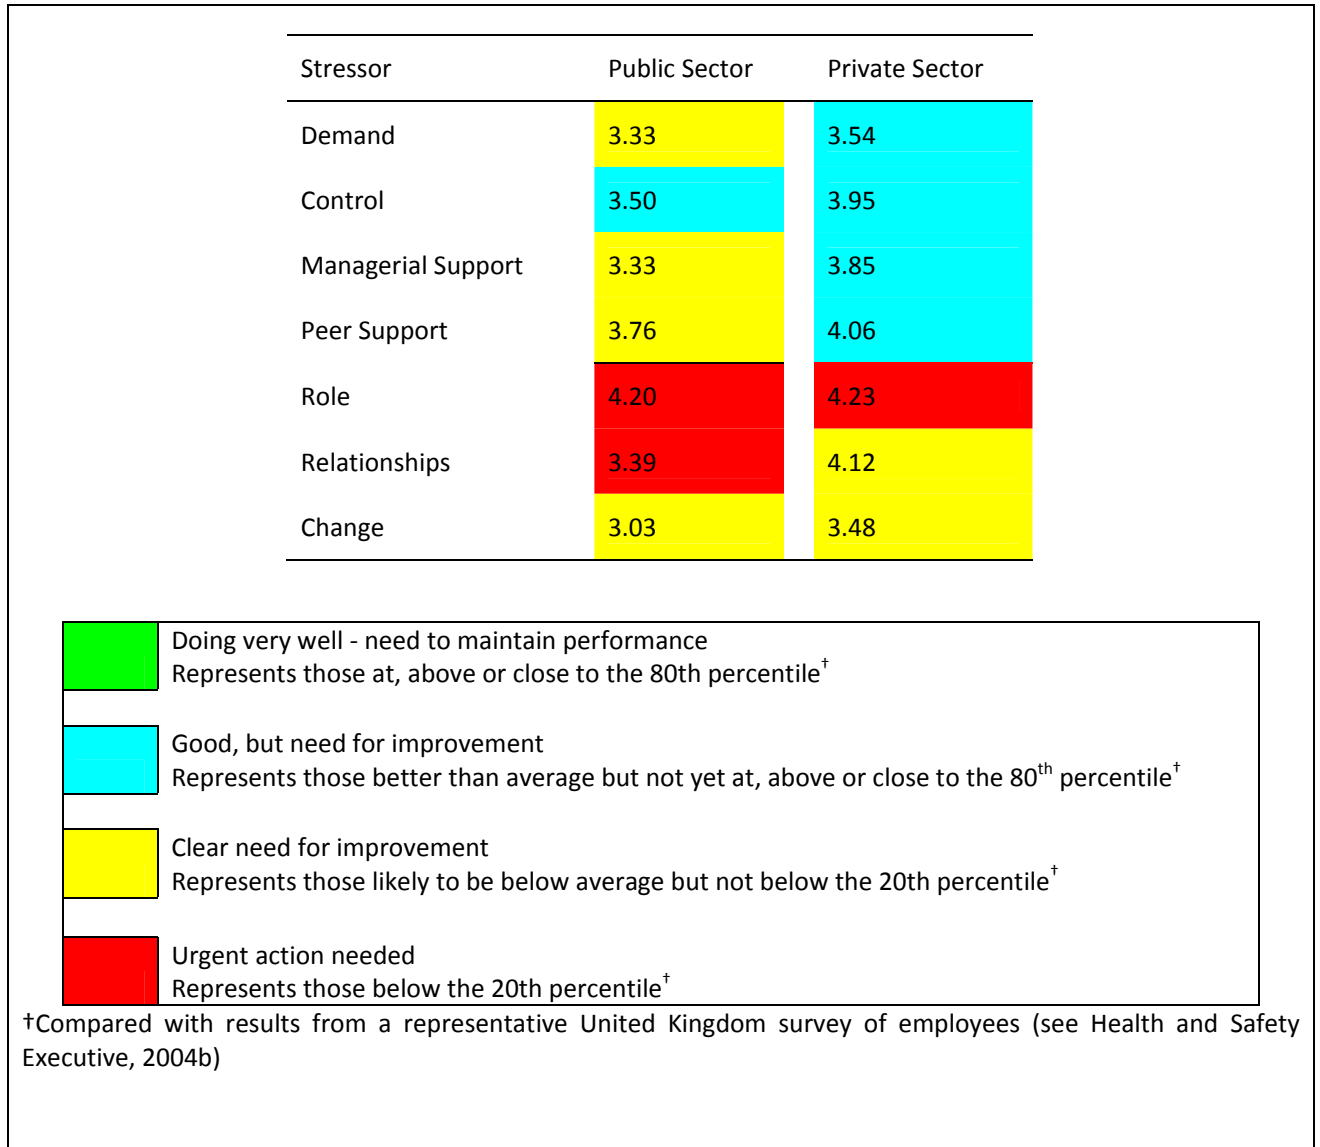 Stressor Public Sector Private Sector
Demand 3.33 3.54
Control 3.50 3.95
Managerial Support 3.33 3.85
Peer Support 3.76 4.06
Role 4.20 4.23
Relationships 3.39 4.12
Change 3.03 3.48
Doing very well - need to maintain performance
Represents those at, above or close to the 80th percentile†
Good, but need for improvement
Represents those better than average but not yet at, above or close to the 80th percentile†
Clear need for improvement
Represents those likely to be below average but not below the 20th percentile†
Urgent action needed
Represents those below the 20th percentile†
†Compared with results from a representative United Kingdom survey of employees (see Health and Safety
Executive, 2004b)